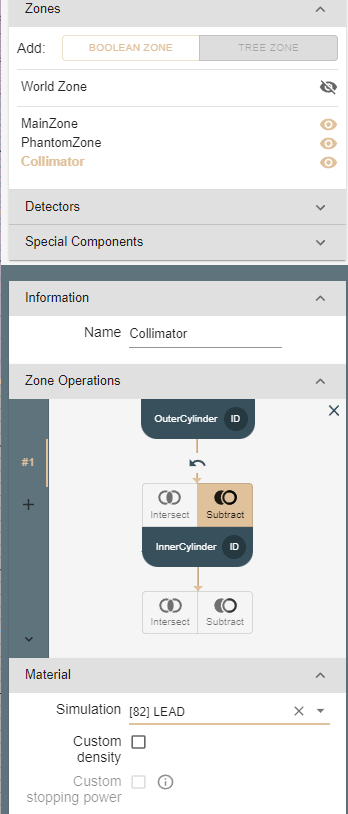 Zones
Add: BOOLEAN ZONE TREE ZONE
World Zone
MainZone
PhantomZone
Collimator
Detectors
Special Components
Information
Name Collimator
Zone Operations
OuterCylinder ID
#1
Intersect Subtract
InnerCylinder ID
Intersect Subtract
Material
Simulation [82] LEAD
Custom
density
Custom
stopping power